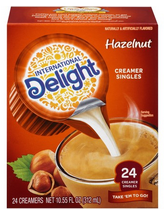 NATURALLY & ARTIFICIALLY FLAVORED
Hazelnut
INTERNATIONAL
Delight
CREAMER
SINGLES
24
CREAMER
SINGLES
TAKE 'EM TO GO!
24 CREAMERS NET 10.55 FL OZ (312 mL)